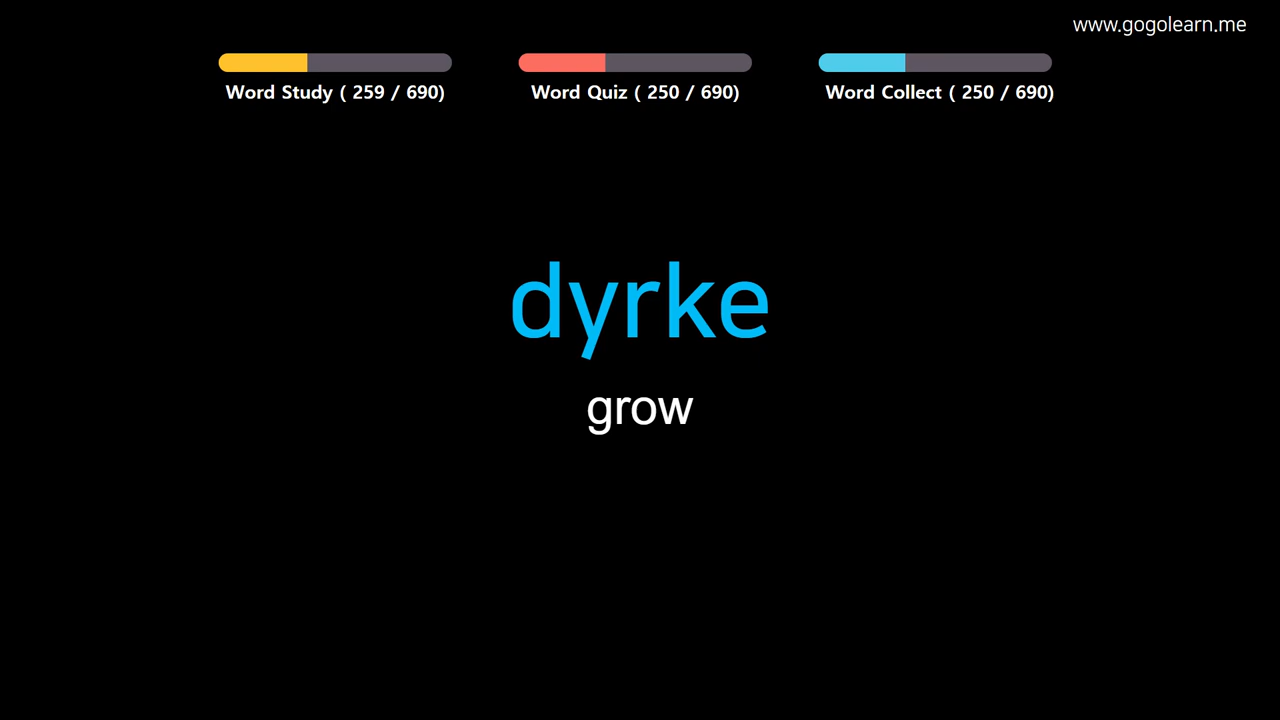 www.gogolearn.me
Word Study ( 259 / 690)
Word Quiz ( 250 / 690)
Word Collect ( 250 / 690)
dyrke
grow